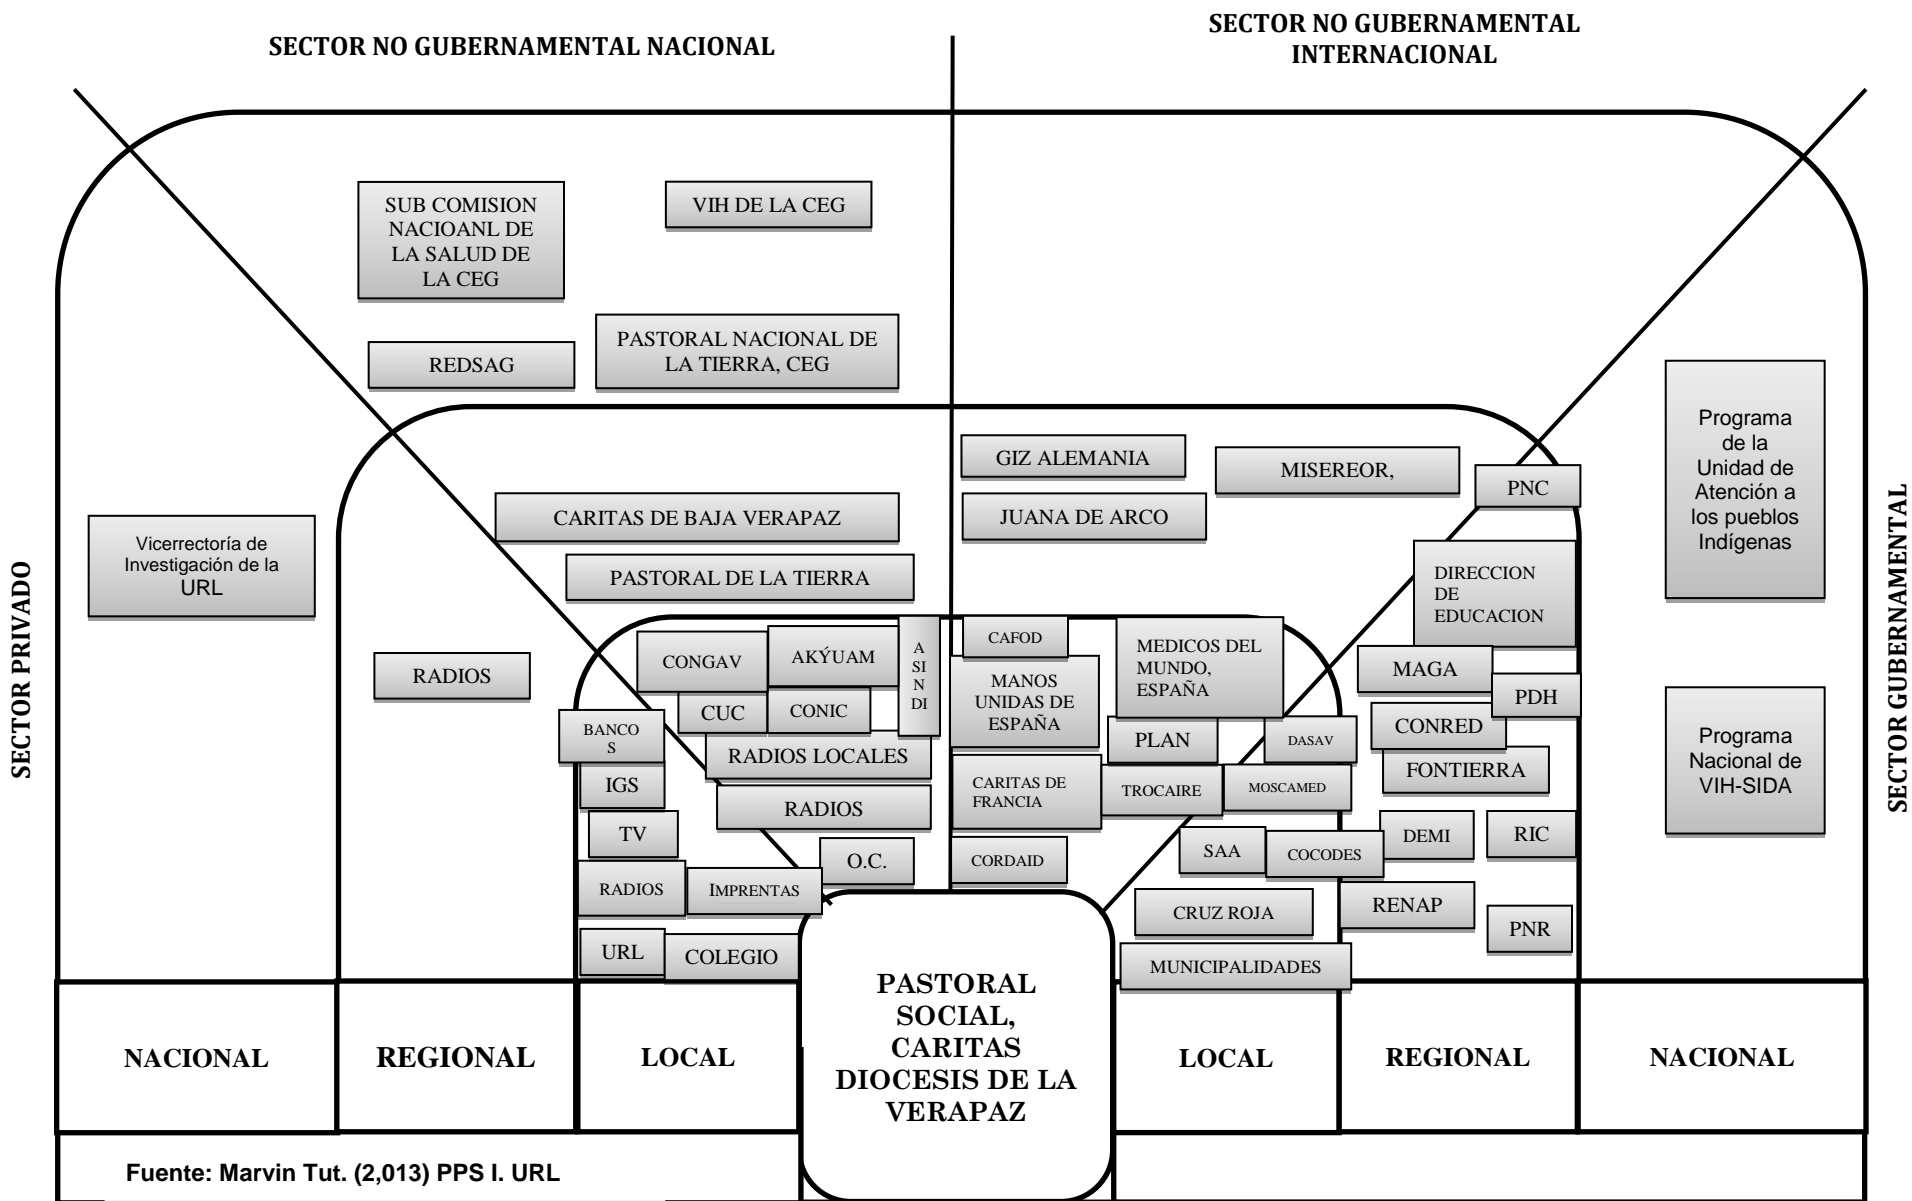 SECTOR NO GUBERNAMENTAL NACIONAL
SECTOR NO GUBERNAMENTAL
INTERNACIONAL
SECTOR PRIVADO
SECTOR GUBERNAMENTAL
SUB COMISION
NACIOANL DE
LA SALUD DE
LA CEG
VIH DE LA CEG
REDSAG
PASTORAL NACIONAL DE
LA TIERRA, CEG
Vicerrectoría de
Investigación de la
URL
RADIOS
CARITAS DE BAJA VERAPAZ
PASTORAL DE LA TIERRA
GIZ ALEMANIA
MISEREOR,
JUANA DE ARCO
PNC
Programa
de la
Unidad de
Atención a
los pueblos
Indígenas
DIRECCION
DE
EDUCACION
MAGA
PDH
CONRED
FONTIERRA
DEMI
RIC
RENAP
PNR
Programa
Nacional de
VIH-SIDA
CONGAV
AKÝUAM
A
SI
N
DI
CUC
CONIC
RADIOS LOCALES
RADIOS
O.C.
BANCO
S
IGS
TV
RADIOS
IMPRENTAS
URL
COLEGIO
CAFOD
MANOS
UNIDAS DE
ESPAÑA
MEDICOS DEL
MUNDO,
ESPAÑA
PLAN
DASAV
CARITAS DE
FRANCIA
TROCAIRE
MOSCAMED
CORDAID
SAA
COCODES
CRUZ ROJA
MUNICIPALIDADES
NACIONAL
REGIONAL
LOCAL
PASTORAL
SOCIAL,
CARITAS
DIOCESIS DE LA
VERAPAZ
LOCAL
REGIONAL
NACIONAL
Fuente: Marvin Tut. (2,013) PPS I. URL